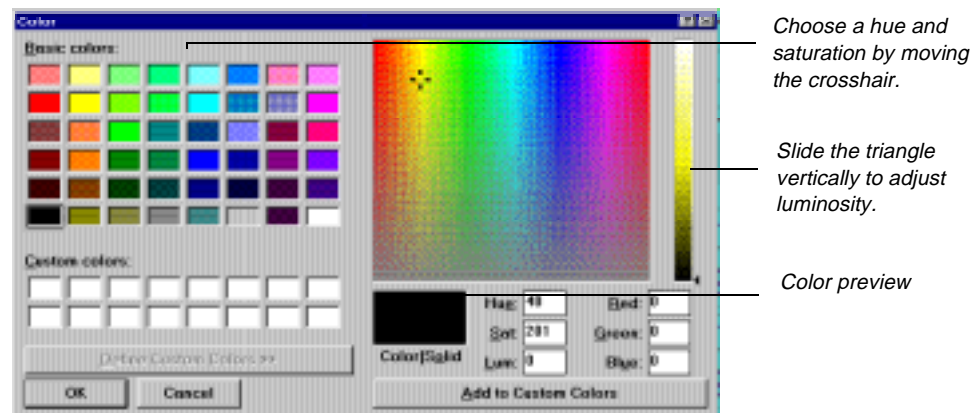 Color
Basic colors:
Custom colors:
Define Custom Colors >>
OK
Cancel
Color|Solid
Hue: 40
Sat: 201
Lum: 0
Red: 0
Green: 0
Blue: 0
Add to Custom Colors
Choose a hue and
saturation by moving
the crosshair.
Slide the triangle
vertically to adjust
luminosity.
Color preview